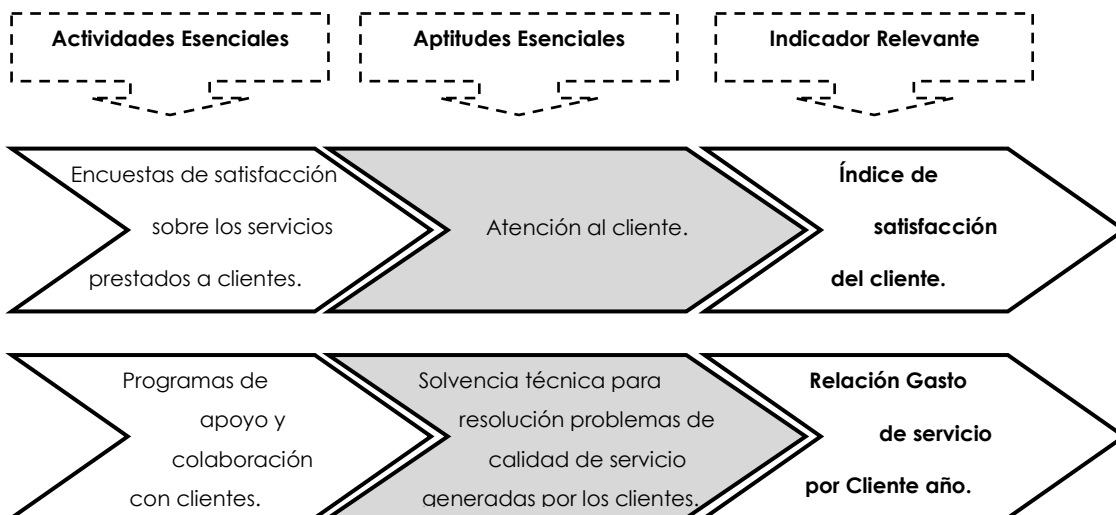 Actividades Esenciales
Aptitudes Esenciales
Indicador Relevante
Encuestas de satisfacción
sobre los servicios
prestados a clientes.
Atención al cliente.
Índice de
satisfacción
del cliente.
Programas de
apoyo y
colaboración
con clientes.
Solvencia técnica para
resolución problemas de
calidad de servicio
generadas por los clientes.
Relación Gasto
de servicio
por Cliente año.